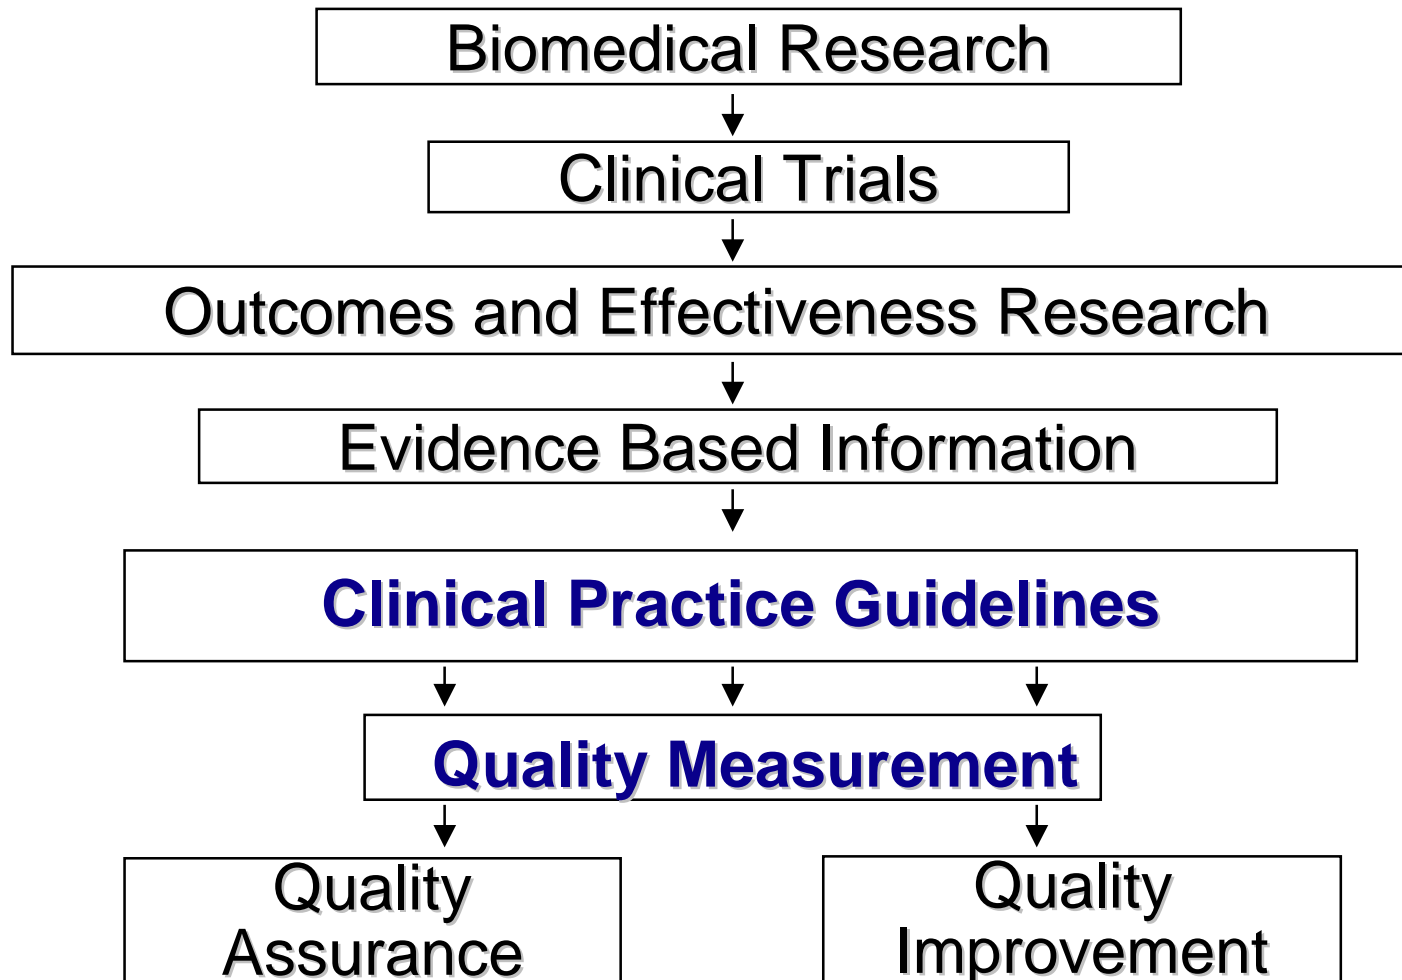 Biomedical Research
Clinical Trials
Outcomes and Effectiveness Research
Evidence Based Information
Clinical Practice Guidelines
Quality Measurement
Quality
Assurance
Quality
Improvement